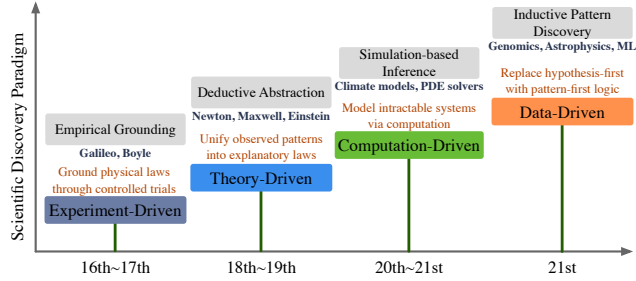 Scientific Discovery Paradigm
Empirical Grounding
Galileo, Boyle
Ground physical laws
through controlled trials
Experiment-Driven
16th~17th
Deductive Abstraction
Newton, Maxwell, Einstein
Unify observed patterns
into explanatory laws
Theory-Driven
18th~19th
Simulation-based
Inference
Climate models, PDE solvers
Model intractable systems
via computation
Computation-Driven
20th~21st
Inductive Pattern
Discovery
Genomics, Astrophysics, ML
Replace hypothesis-first
with pattern-first logic
Data-Driven
21st